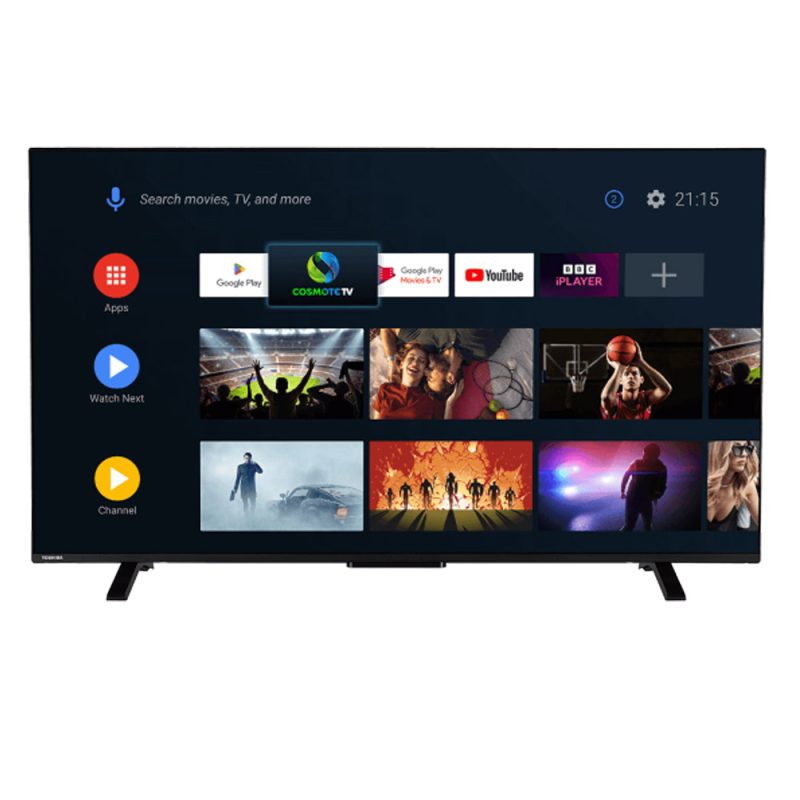 Search movies, TV, and more
2
21:15
Apps
Google Play
COSMOTE TV
Google Play
Movies & TV
YouTube
BBC
iPLAYER
Watch Next
Channel
TOSHIBA